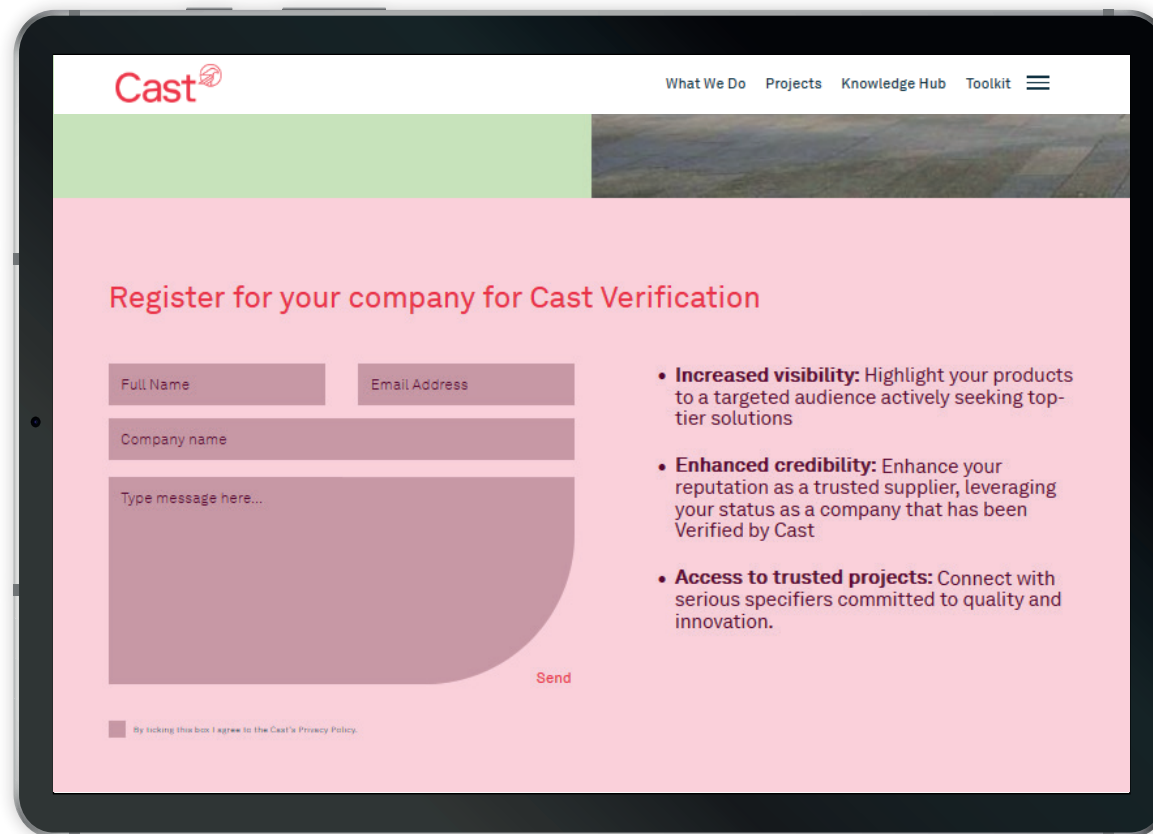 Cast
What We Do Projects Knowledge Hub Toolkit
Register for your company for Cast Verification
Full Name
Email Address
Company name
Type message here...
Send
By ticking this box I agree to the Cast's Privacy Policy.
• Increased visibility: Highlight your products
to a targeted audience actively seeking top-
tier solutions
• Enhanced credibility: Enhance your
reputation as a trusted supplier, leveraging
your status as a company that has been
Verified by Cast
• Access to trusted projects: Connect with
serious specifiers committed to quality and
innovation.